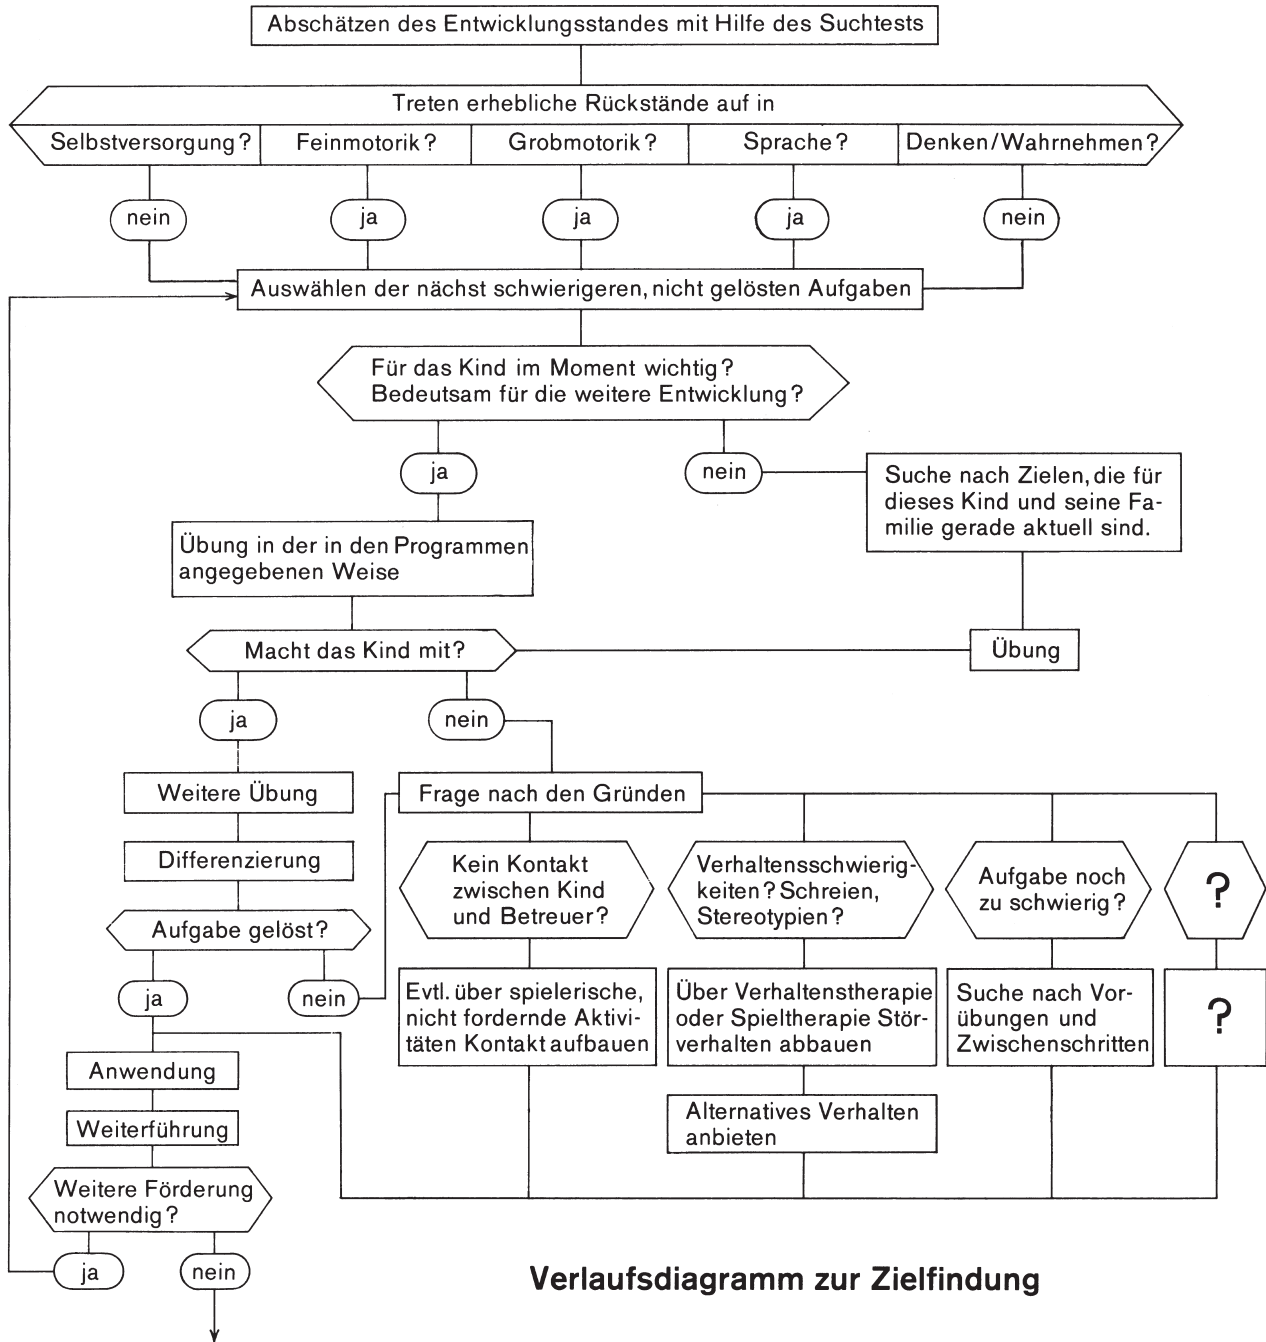 Abschätzen des Entwicklungsstandes mit Hilfe des Suchtests
Treten erhebliche Rückstände auf in
Selbstversorgung?
Feinmotorik?
Grobmotorik?
Sprache?
Denken/Wahrnehmen?
nein
ja
ja
ja
nein
Auswählen der nächst schwierigeren, nicht gelösten Aufgaben
Für das Kind im Moment wichtig?
Bedeutsam für die weitere Entwicklung?
ja
nein
Suche nach Zielen, die für
dieses Kind und seine Fa-
milie gerade aktuell sind.
Übung in der in den Programmen
angegebenen Weise
Macht das Kind mit?
Übung
ja
nein
Weitere Übung
Frage nach den Gründen
Differenzierung
Kein Kontakt
zwischen Kind
und Betreuer?
Verhaltensschwierig-
keiten? Schreien,
Stereotypien?
Aufgabe noch
zu schwierig?
?
Aufgabe gelöst?
ja
nein
Evtl. über spielerische,
nicht fordernde Aktivi-
täten Kontakt aufbauen
Über Verhaltenstherapie
oder Spieltherapie Stör-
verhalten abbauen
Suche nach Vor-
übungen und
Zwischenschritten
?
Anwendung
Alternatives Verhalten
anbieten
Weiterführung
Weitere Förderung
notwendig?
ja
nein
Verlaufsdiagramm zur Zielfindung